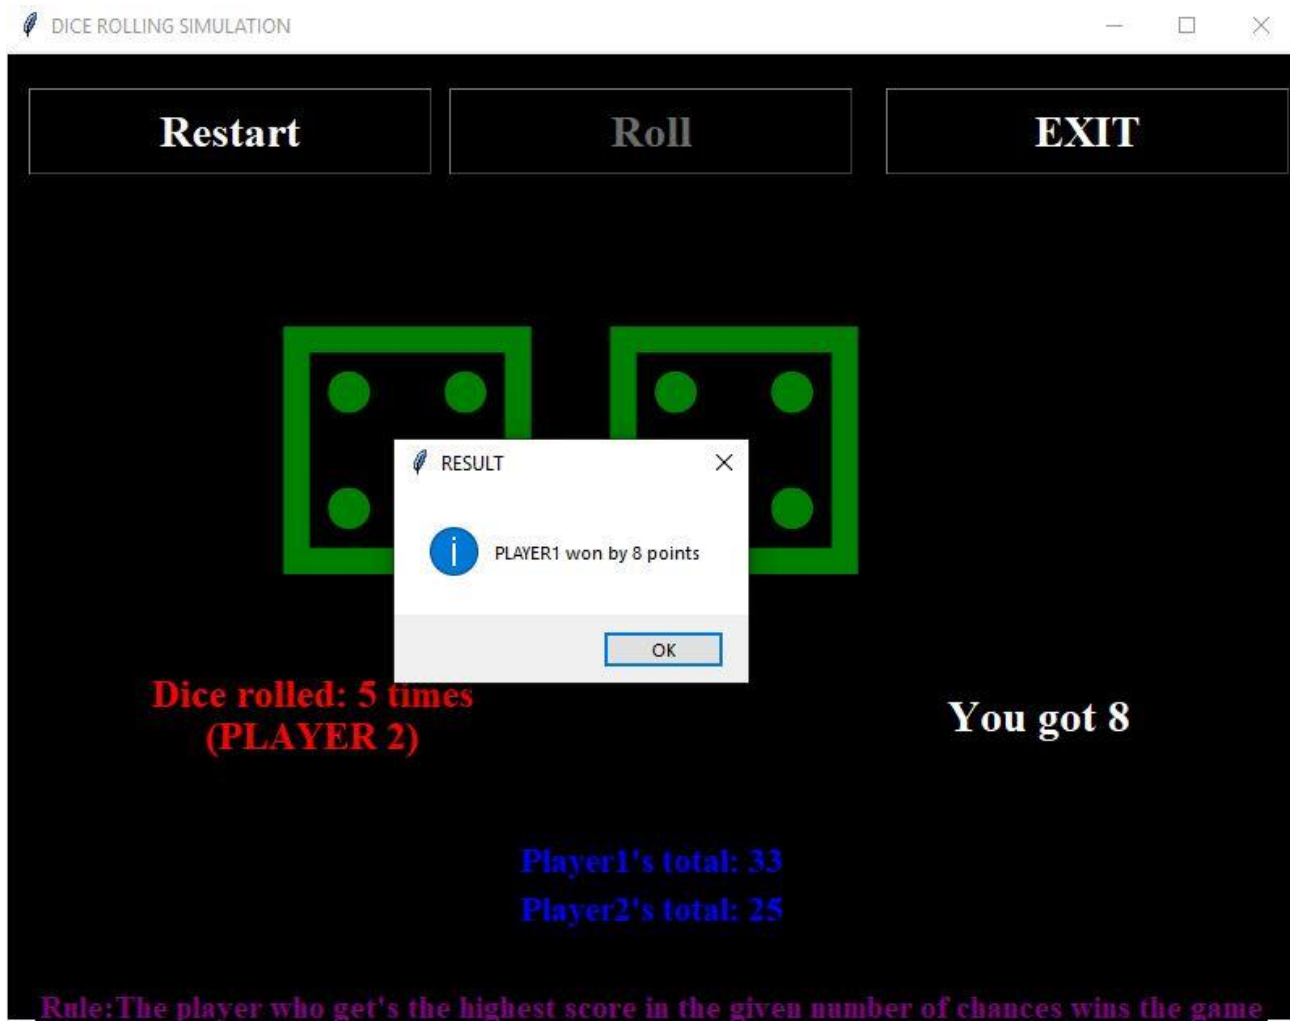 DICE ROLLING SIMULATION
Restart
Roll
EXIT
RESULT
PLAYER1 won by 8 points
OK
Dice rolled: 5 times
(PLAYER 2)
You got 8
Player1's total: 33
Player2's total: 25
Rule:The player who get's the highest score in the given number of chances wins the game